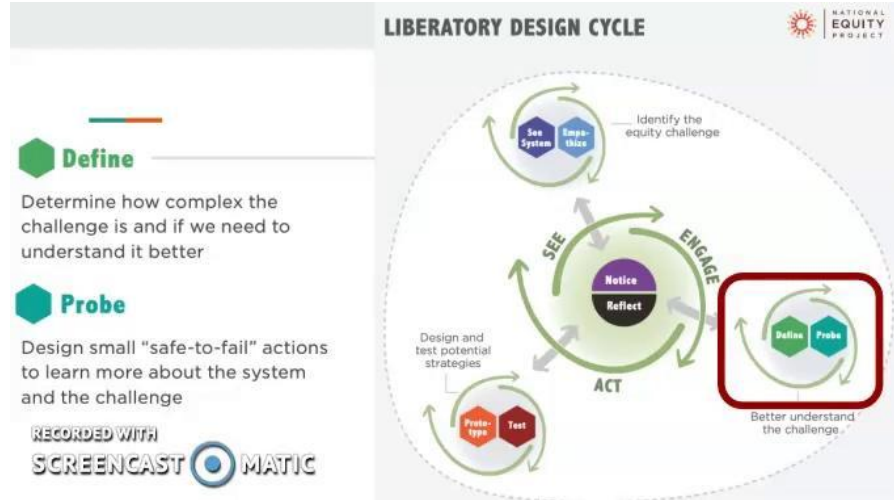 LIBERATORY DESIGN CYCLE
NATIONAL
EQUITY
PROJECT
Define
Determine how complex the
challenge is and if we need to
understand it better
Probe
Design small “safe-to-fail” actions
to learn more about the system
and the challenge
RECORDED WITH
SCREENCAST MATIC
See
System
Empa-
thize
Identify the
equity challenge
SEE
ENGAGE
ACT
Notice
Reflect
Define
Probe
Better understand
the challenge
Design and
test potential
strategies
Proto-
type
Test